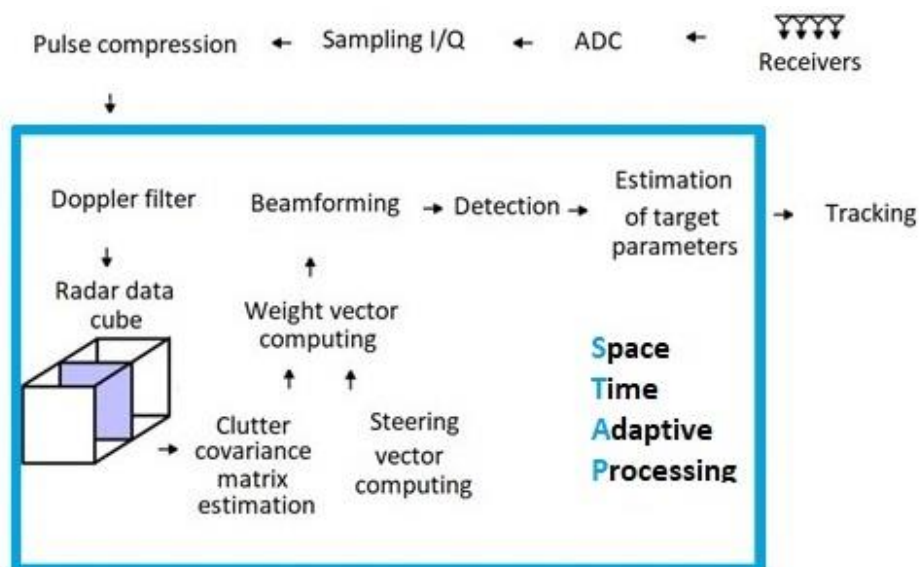 Pulse compression
Sampling I/Q
ADC
Receivers
Doppler filter
Beamforming
Detection
Estimation
of target
parameters
Tracking
Radar data
cube
Weight vector
computing
Clutter
covariance
matrix
estimation
Steering
vector
computing
Space
Time
Adaptive
Processing